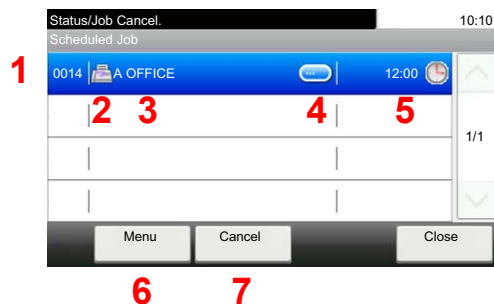 Status/Job Cancel. 10:10
Scheduled Job
1 0014 A OFFICE ... 12:00
2 3 4 5
1/1
Menu Cancel Close
6 7